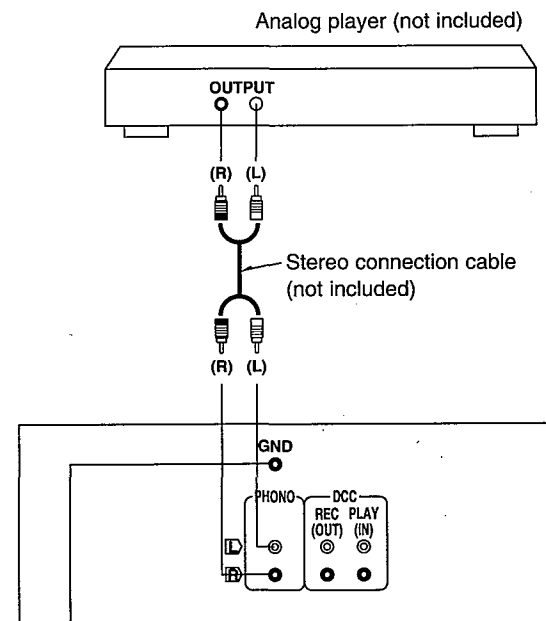 Analog player (not included)
OUTPUT
(R) (L)
Stereo connection cable
(not included)
(R) (L)
GND
PHONO
DCC
REC PLAY
(OUT) (IN)
L
R